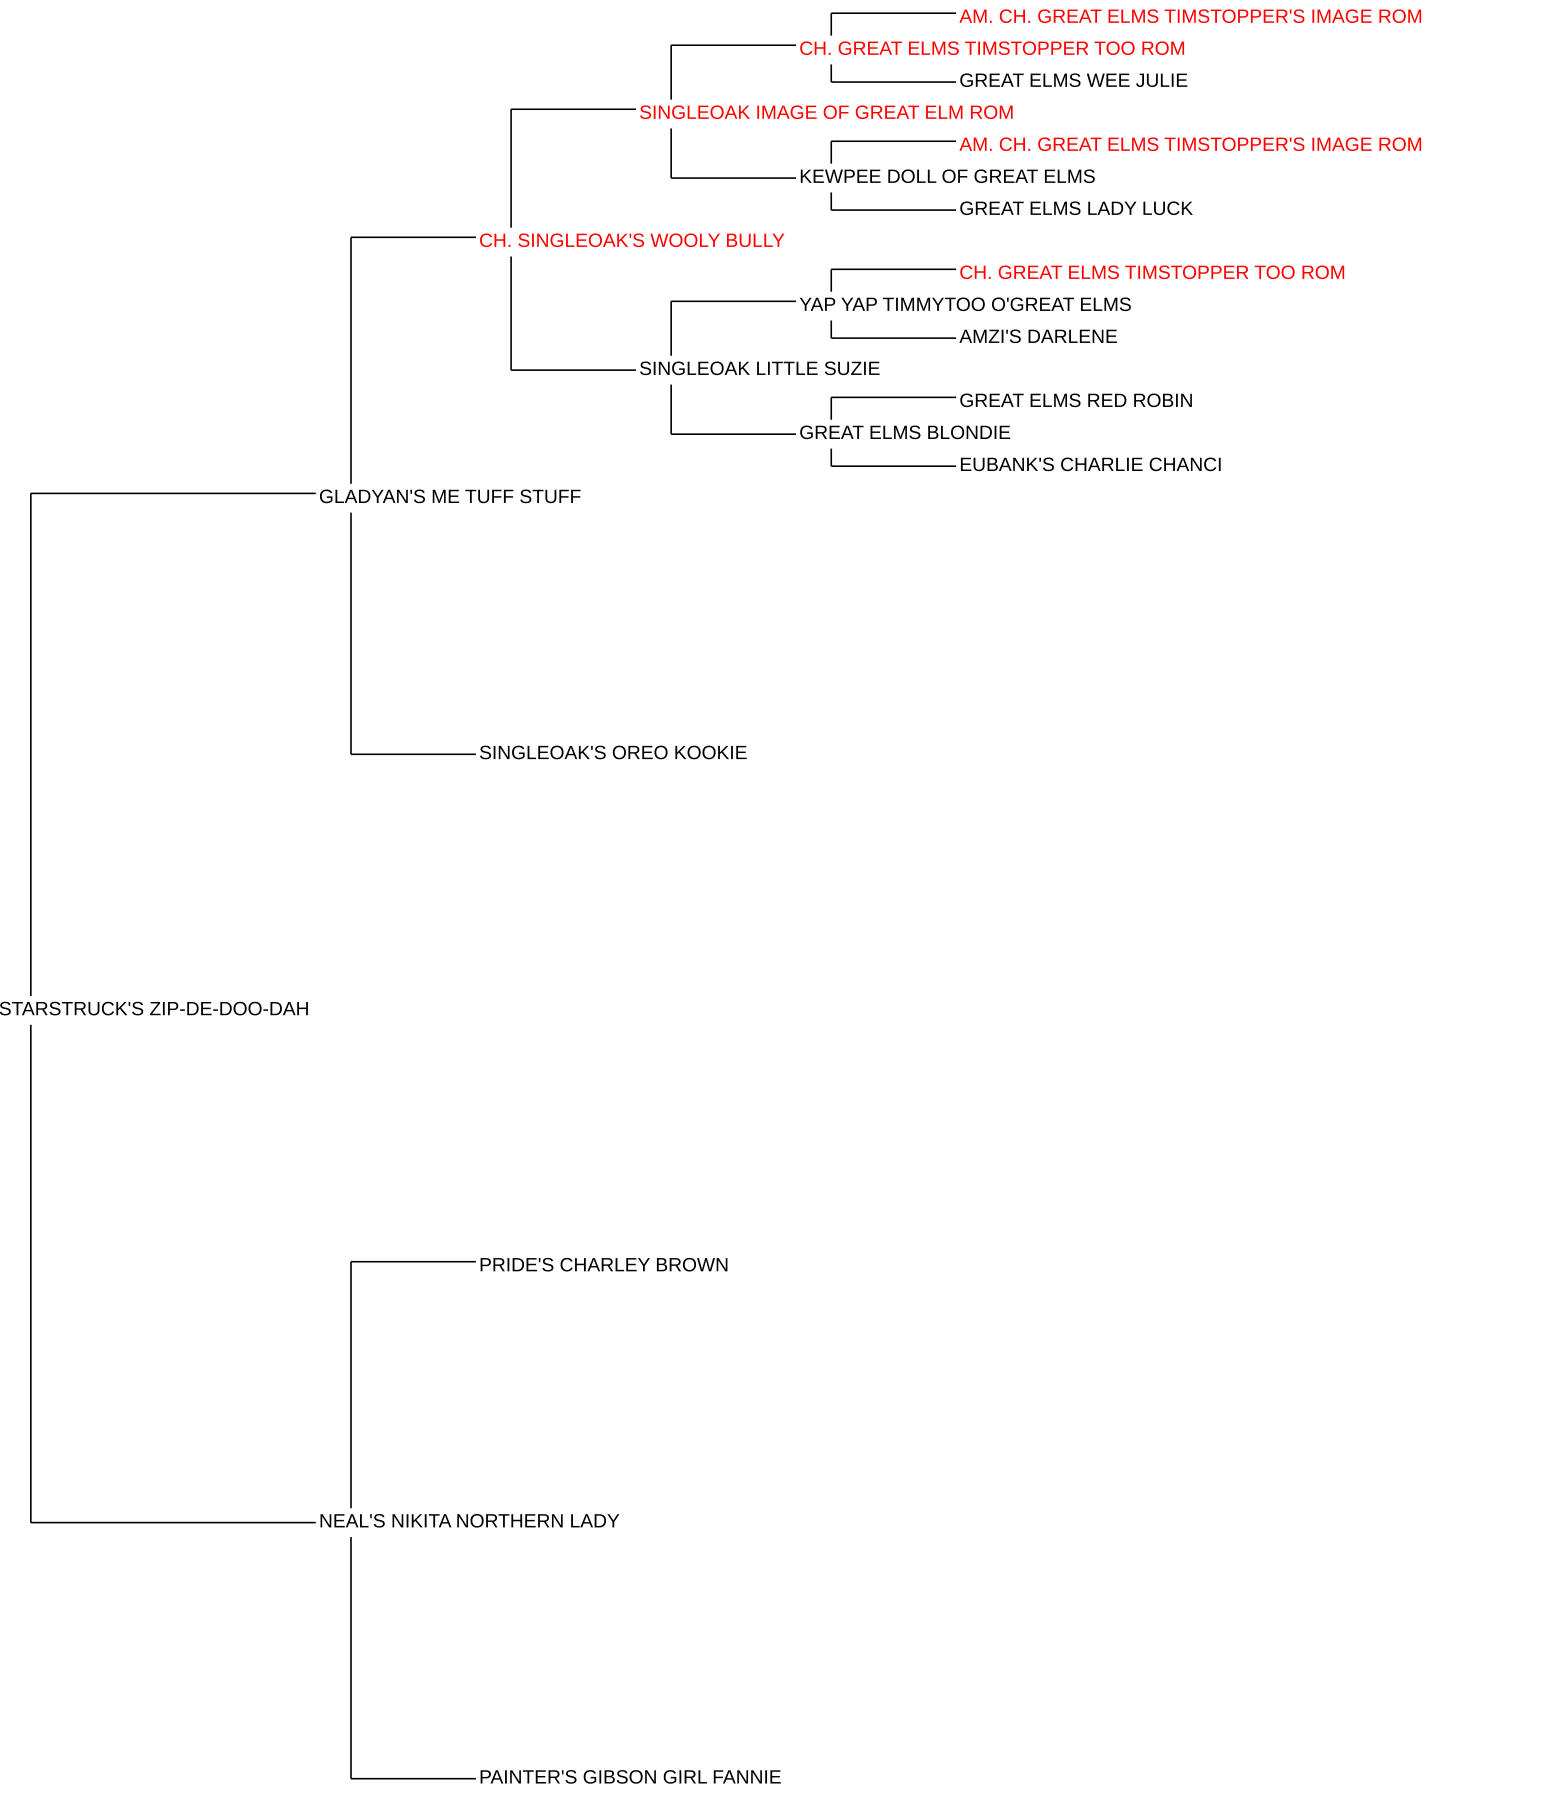 AM. CH. GREAT ELMS TIMSTOPPER'S IMAGE ROM
CH. GREAT ELMS TIMSTOPPER TOO ROM
GREAT ELMS WEE JULIE
SINGLEOAK IMAGE OF GREAT ELM ROM
AM. CH. GREAT ELMS TIMSTOPPER'S IMAGE ROM
KEWPEE DOLL OF GREAT ELMS
GREAT ELMS LADY LUCK
CH. SINGLEOAK'S WOOLY BULLY
CH. GREAT ELMS TIMSTOPPER TOO ROM
YAP YAP TIMMYTOO O'GREAT ELMS
AMZI'S DARLENE
SINGLEOAK LITTLE SUZIE
GREAT ELMS RED ROBIN
GREAT ELMS BLONDIE
EUBANK'S CHARLIE CHANCI
GLADYAN'S ME TUFF STUFF
SINGLEOAK'S OREO KOOKIE
STARSTRUCK'S ZIP-DE-DOO-DAH
PRIDE'S CHARLEY BROWN
NEAL'S NIKITA NORTHERN LADY
PAINTER'S GIBSON GIRL FANNIE